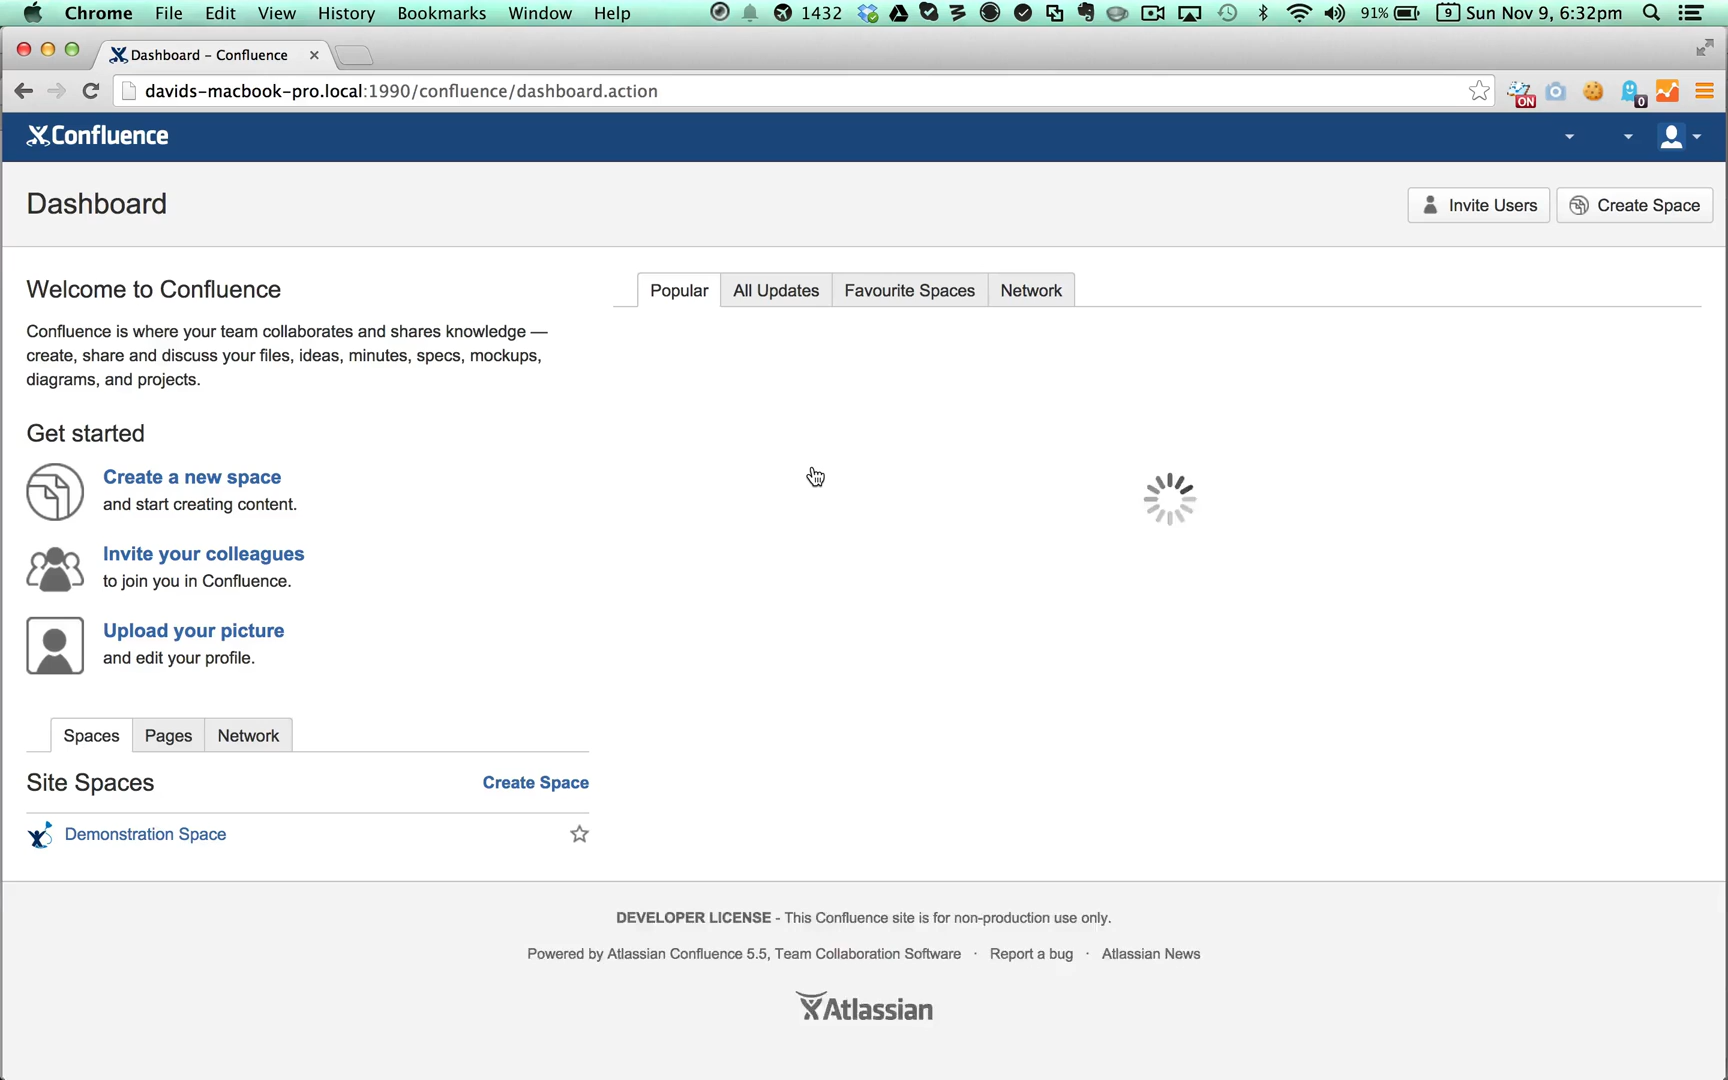 Chrome File Edit View History Bookmarks Window Help 1432 91% 9 Sun Nov 9, 6:32pm
Dashboard – Confluence
davids-macbook-pro.local:1990/confluence/dashboard.action
ON 0
Confluence
Dashboard
Invite Users Create Space
Welcome to Confluence
Confluence is where your team collaborates and shares knowledge —
create, share and discuss your files, ideas, minutes, specs, mockups,
diagrams, and projects.
Get started
Create a new space
and start creating content.
Invite your colleagues
to join you in Confluence.
Upload your picture
and edit your profile.
Spaces Pages Network
Site Spaces Create Space
Demonstration Space
Popular All Updates Favourite Spaces Network
DEVELOPER LICENSE - This Confluence site is for non-production use only.
Powered by Atlassian Confluence 5.5, Team Collaboration Software · Report a bug · Atlassian News
Atlassian